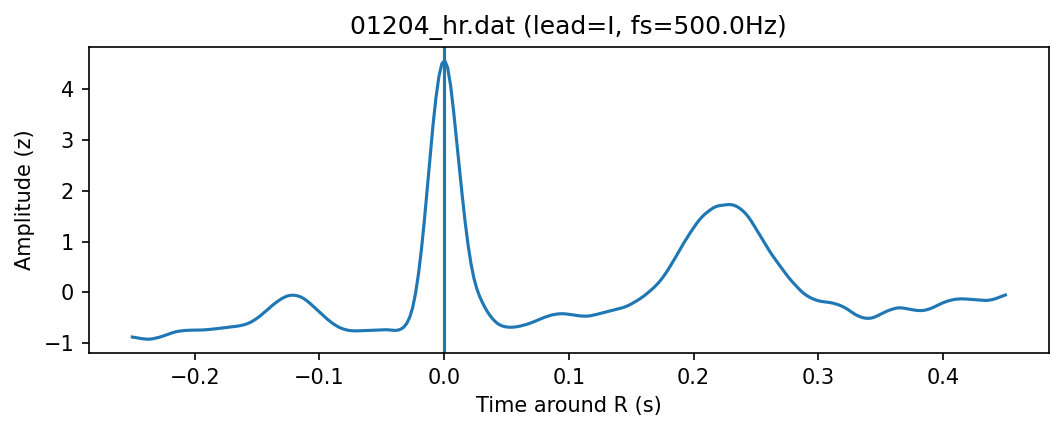 01204_hr.dat (lead=I, fs=500.0Hz)
Amplitude (z)
4
3
2
1
0
−1
−0.2 −0.1 0.0 0.1 0.2 0.3 0.4
Time around R (s)